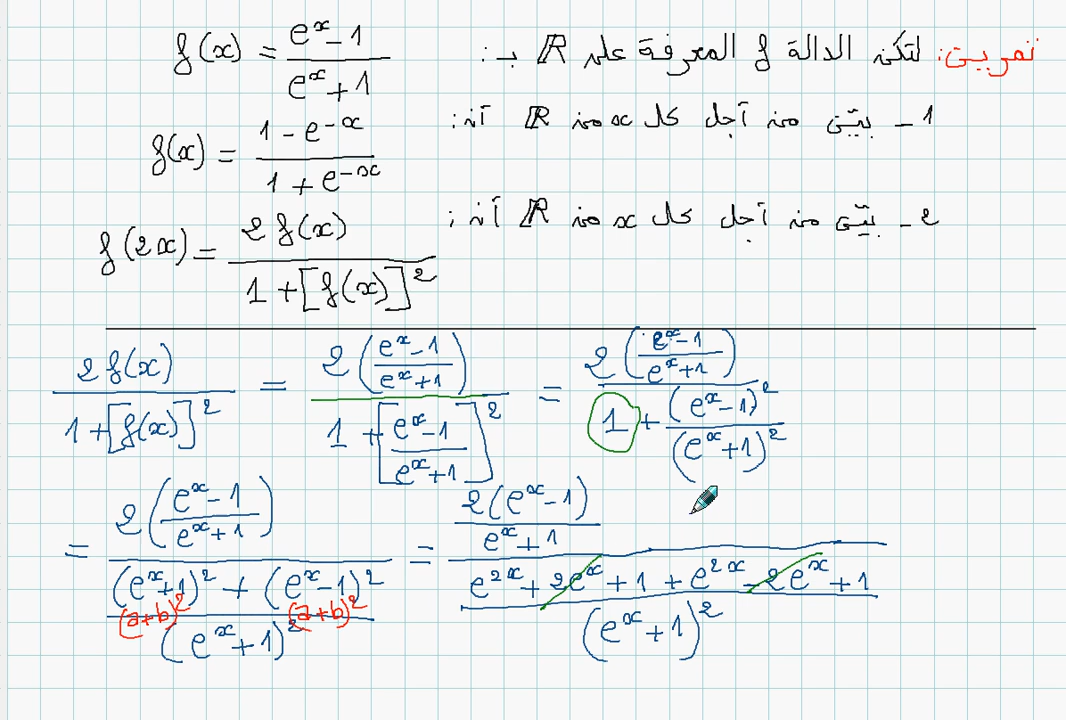 تمرين: لتكن الدالة f المعرفة على ℝ بـ: f(x) = (e^x - 1)/(e^x + 1)
1 - بيّن من أجل كل x من ℝ أنه: f(x) = (1 - e^-x)/(1 + e^-x)
2 - بيّن من أجل كل x من ℝ أنه: f(2x) = 2f(x)/(1 + [f(x)]^2)
2f(x)/(1 + [f(x)]^2) = 2((e^x - 1)/(e^x + 1))/(1 + [(e^x - 1)/(e^x + 1)]^2) = 2((e^x - 1)/(e^x + 1))/(1 + (e^x - 1)^2/(e^x + 1)^2)
= 2((e^x - 1)/(e^x + 1))/(((e^x + 1)^2 + (e^x - 1)^2)/(e^x + 1)^2) = (2(e^x - 1)/(e^x + 1))/((e^2x + 2e^x + 1 + e^2x - 2e^x + 1)/(e^x + 1)^2)
(a+b)^2 (a+b)^2